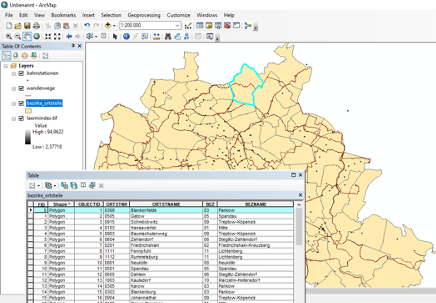 Unbenannt - ArcMap
File Edit View Bookmarks Insert Selection Geoprocessing Customize Windows Help
1:200.000
Table Of Contents
Layers
bahnstationen
wanderwege
bezirke_ortsteile
laermindex.tif
Value
High : 94,9622
Low : 2,37718
Table
bezirke_ortsteile
FID Shape * OBJECTID ORTSTNR ORTSTNAME BEZ BEZNAME
0 Polygon 1 0308 Blankenfelde 03 Pankow
1 Polygon 2 0505 Gatow 05 Spandau
2 Polygon 3 0915 Schmöckwitz 09 Treptow-Köpenick
3 Polygon 4 0103 Hansaviertel 01 Mitte
4 Polygon 5 0903 Baumschulenweg 09 Treptow-Köpenick
5 Polygon 6 0604 Zehlendorf 06 Steglitz-Zehlendorf
6 Polygon 7 0201 Friedrichshain 02 Friedrichshain-Kreuzberg
7 Polygon 8 1111 Fennpfuhl 11 Lichtenberg
8 Polygon 9 1112 Rummelsburg 11 Lichtenberg
9 Polygon 10 0801 Neukölln 08 Neukölln
10 Polygon 11 0501 Spandau 05 Spandau
11 Polygon 12 0605 Dahlem 06 Steglitz-Zehlendorf
12 Polygon 13 1003 Kaulsdorf 10 Marzahn-Hellersdorf
13 Polygon 14 0305 Karow 03 Pankow
14 Polygon 15 0303 Blankenburg 03 Pankow
15 Polygon 16 0904 Johannisthal 09 Treptow-Köpenick